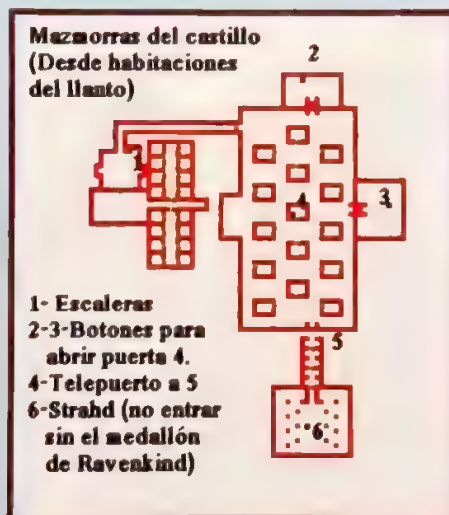 Mazmorras del castillo
(Desde habitaciones
del llanto)
2
1
4
3
5
6
1- Escaleras
2-3-Botones para
abrir puerta 4.
4-Telepuerto a 5
6-Strahd (no entrar
sin el medallón
de Ravenkind)